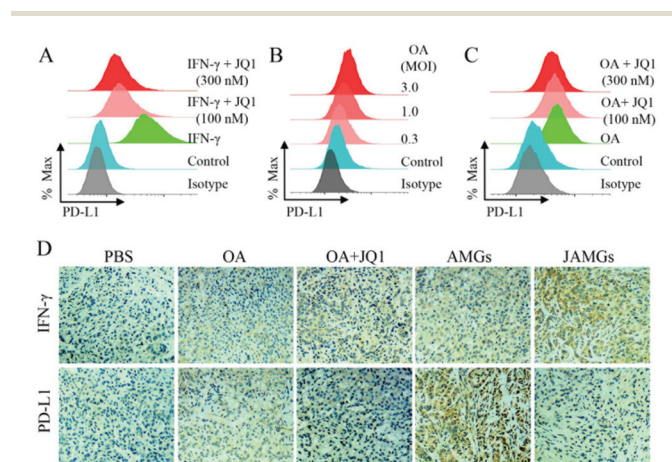 A
IFN-γ + JQ1
(300 nM)
IFN-γ + JQ1
(100 nM)
IFN-γ
Control
Isotype
% Max
PD-L1
B
OA
(MOI)
3.0
1.0
0.3
Control
Isotype
% Max
PD-L1
C
OA + JQ1
(300 nM)
OA+ JQ1
(100 nM)
OA
Control
Isotype
% Max
PD-L1
D
PBS OA OA+JQ1 AMGs JAMGs
IFN-γ
PD-L1